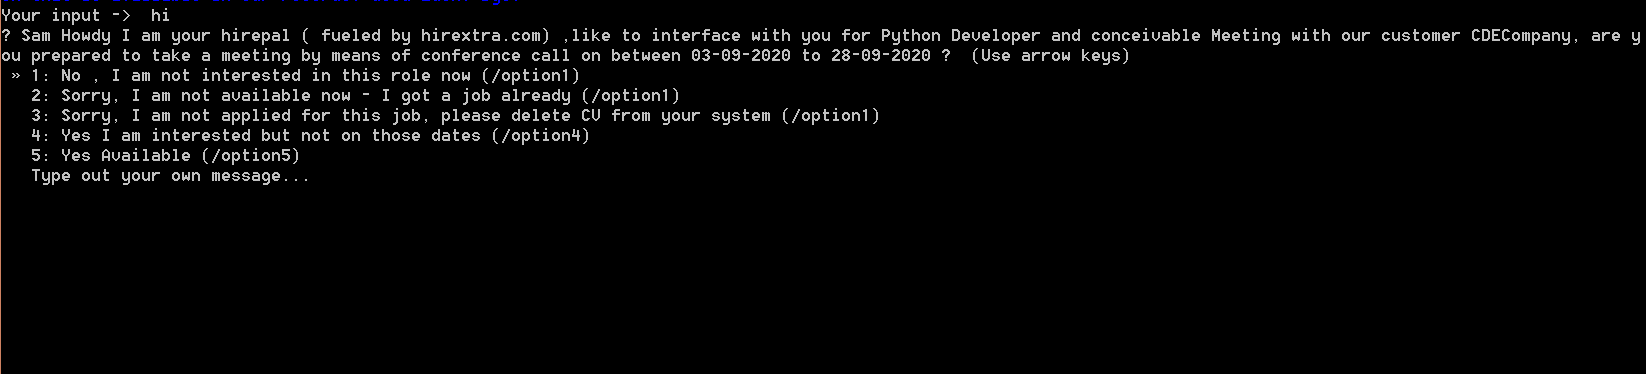 Your input -> hi
? Sam Howdy I am your hirepal ( fueled by hirextra.com) ,like to interface with you for Python Developer and conceivable Meeting with our customer CDECompany, are y
ou prepared to take a meeting by means of conference call on between 03-09-2020 to 28-09-2020 ? (Use arrow keys)
» 1: No , I am not interested in this role now (/option1)
2: Sorry, I am not available now - I got a job already (/option1)
3: Sorry, I am not applied for this job, please delete CV from your system (/option1)
4: Yes I am interested but not on those dates (/option4)
5: Yes Available (/option5)
Type out your own message...